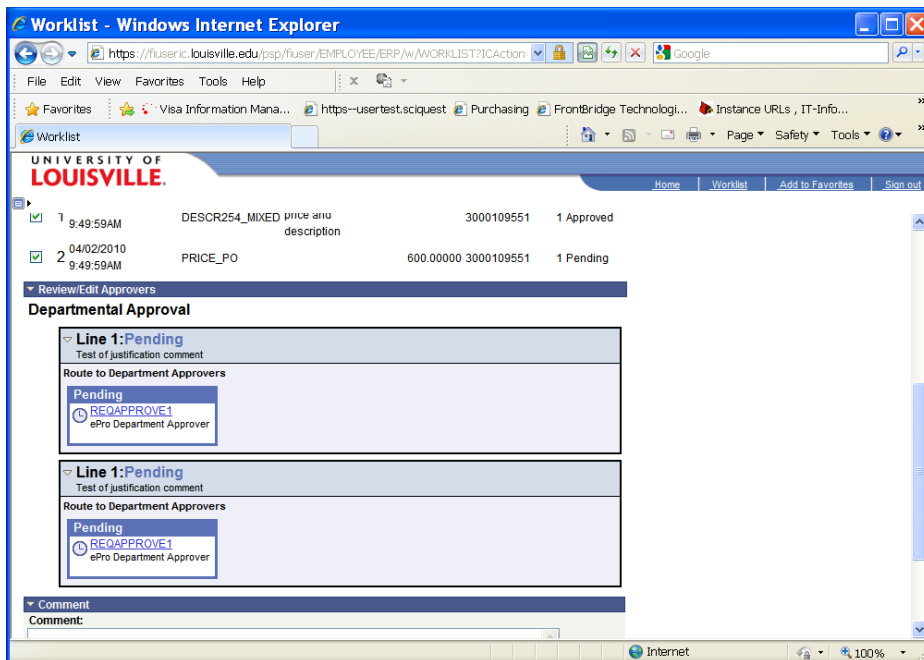 Worklist - Windows Internet Explorer
https://fiuseric.louisville.edu/psp/fiuser/EMPLOYEE/ERP/w/WORKLIST?ICAction
Google
File Edit View Favorites Tools Help
Favorites Visa Information Mana... https--usertest.sciquest Purchasing FrontBridge Technologi... Instance URLs , IT-Info... »
Worklist Page Safety Tools »
UNIVERSITY OF
LOUISVILLE.
Home Worklist Add to Favorites Sign out
1 9:49:59AM DESCR254_MIXED price and description 3000109551 1 Approved
2 04/02/2010 9:49:59AM PRICE_PO 600.00000 3000109551 1 Pending
Review/Edit Approvers
Departmental Approval
Line 1:Pending
Test of justification comment
Route to Department Approvers
Pending
REQAPPROVE1
ePro Department Approver
Line 1:Pending
Test of justification comment
Route to Department Approvers
Pending
REQAPPROVE1
ePro Department Approver
Comment
Comment:
Internet 100%